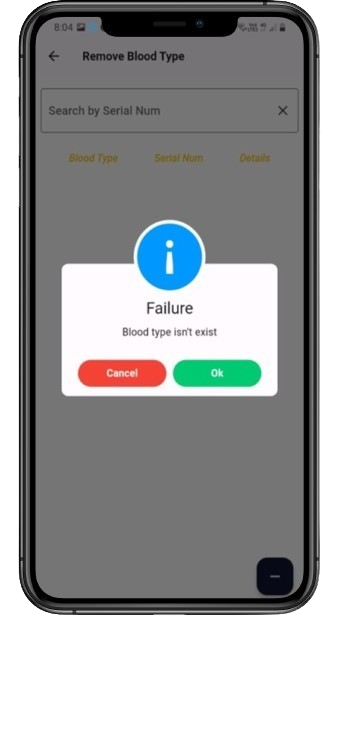 8:04
Remove Blood Type
Search by Serial Num
Blood Type Serial Num Details
Failure
Blood type isn't exist
Cancel Ok